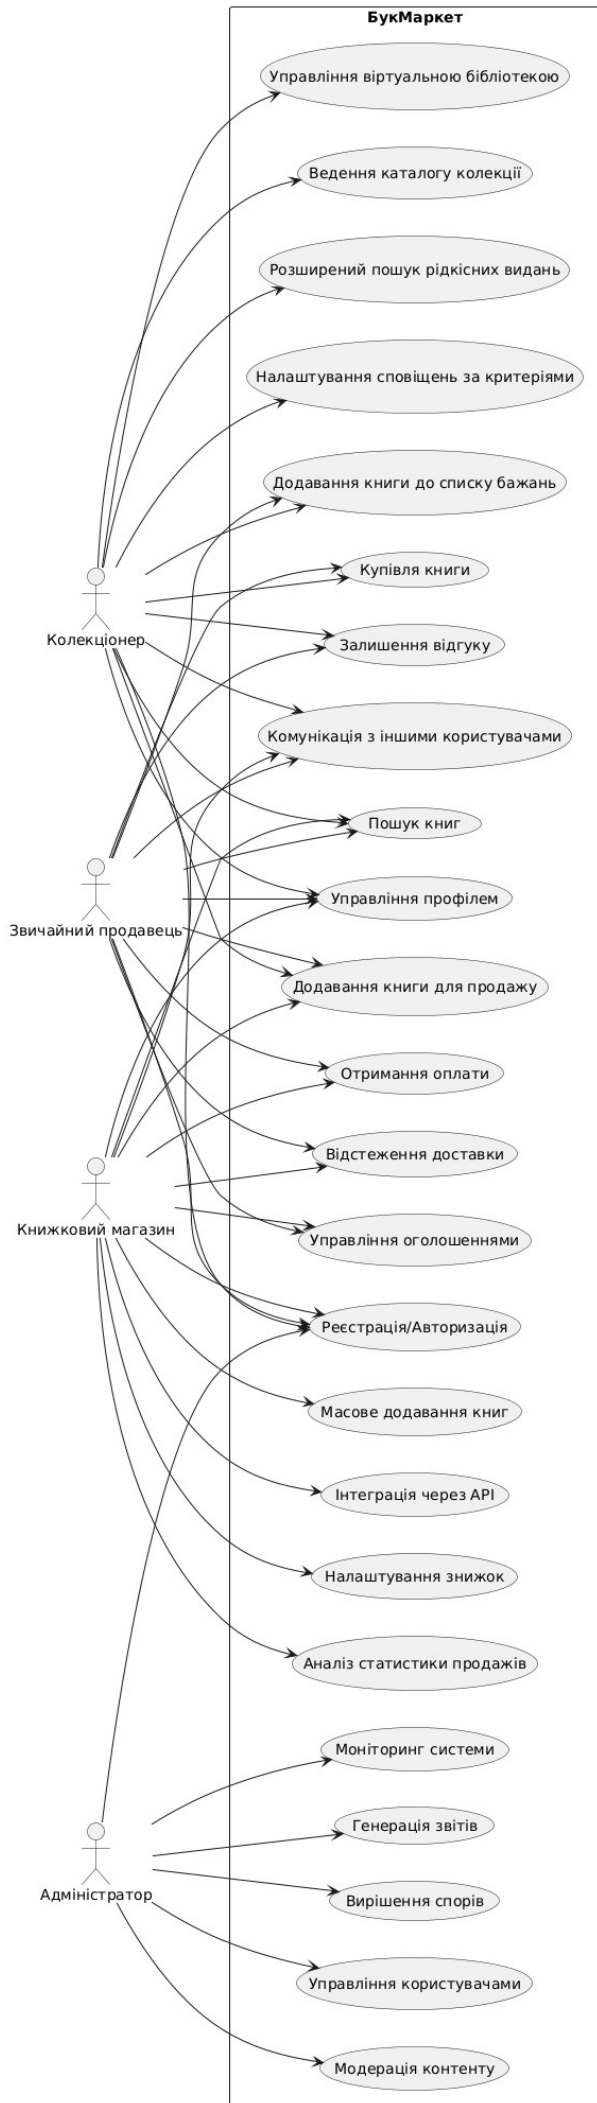 БукМаркет
Управління віртуальною бібліотекою
Ведення каталогу колекції
Розширений пошук рідкісних видань
Налаштування сповіщень за критеріями
Додавання книги до списку бажань
Купівля книги
Колекціонер
Залишення відгуку
Комунікація з іншими користувачами
Пошук книг
Управління профілем
Звичайний продавець
Додавання книги для продажу
Отримання оплати
Відстеження доставки
Книжковий магазин
Управління оголошеннями
Реєстрація/Авторизація
Масове додавання книг
Інтеграція через API
Налаштування знижок
Аналіз статистики продажів
Моніторинг системи
Генерація звітів
Адміністратор
Вирішення спорів
Управління користувачами
Модерація контенту